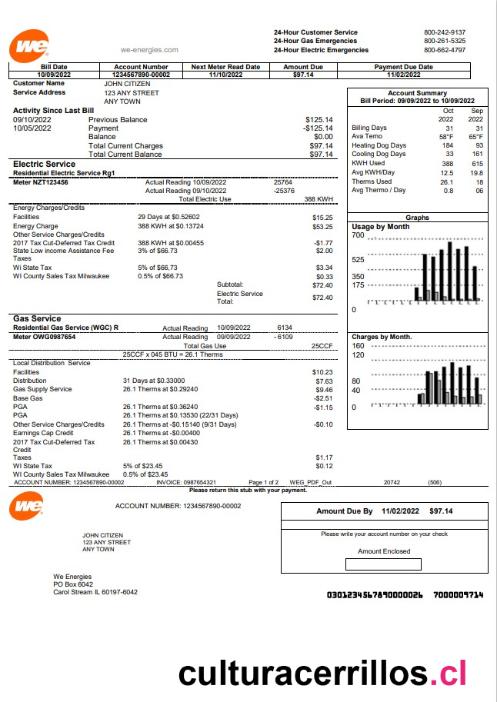 we
we-energies.com
24-Hour Customer Service 800-242-9137
24-Hour Gas Emergencies 800-261-5325
24-Hour Electric Emergencies 800-662-4797
Bill Date Account Number Next Meter Read Date Amount Due Payment Due Date
10/09/2022 1234567890-00002 11/10/2022 $97.14 11/02/2022
Customer Name JOHN CITIZEN
Service Address 123 ANY STREET
ANY TOWN
Activity Since Last Bill
09/10/2022 Previous Balance $125.14
10/05/2022 Payment -$125.14
Balance $0.00
Total Current Charges $97.14
Total Current Balance $97.14
Account Summary
Bill Period: 09/09/2022 to 10/09/2022
Oct Sep
2022 2022
Billing Days 31 31
Ava Temo 58°F 65°F
Heating Dog Days 184 93
Cooling Dog Days 33 161
KWH Used 388 615
Avg KWH/Day 12.5 19.8
Therms Used 26.1 18
Avg Thermo / Day 0.8 06
Electric Service
Residential Electric Service Rg1
Meter NZT123456 Actual Reading 10/09/2022 25764
Actual Reading 09/10/2022 -25376
Total Electric Use 388 KWH
Energy Charges/Credits
Facilities 29 Days at $0.52602 $15.25
Energy Charge 388 KWH at $0.13724 $53.25
Other Service Charges/Credits
2017 Tax Cut-Deferred Tax Credit 388 KWH at $0.00455 -$1.77
State Low income Assistance Fee 3% of $66.73 $2.00
Taxes
Wi State Tax 5% of $66.73 $3.34
WI County Sales Tax Milwaukee 0.5% of $66.73 $0.33
Subtotal: $72.40
Electric Service
Total: $72.40
Graphs
Usage by Month
700
525
350
175
0
Gas Service
Residential Gas Service (WGC) R Actual Reading 10/09/2022 6134
Meter OWG0987654 Actual Reading 09/09/2022 - 6109
Total Gas Use 25CCF
25CCF x 045 BTU = 26.1 Therms
Local Distribution Service
Facilities $10.23
Distribution 31 Days at $0.33000 $7.63
Gas Supply Service 26.1 Therms at $0.29240 $9.46
Base Gas -$2.51
PGA 26.1 Therms at $0.36240 -$1.15
PGA 26.1 Therms at $0.13530 (22/31 Days)
Other Service Charges/Credits 26.1 Therms at -$0.15140 (9/31 Days) -$0.10
Earnings Cap Credit 26.1 Therms at -$0.00400
2017 Tax Cut-Deferred Tax 26.1 Therms at $0.00430
Credit
Taxes $1.17
WI State Tax 5% of $23.45 $0.12
WI County Sales Tax Milwaukee 0.5% of $23.45
Charges by Month.
160
120
80
40
0
ACCOUNT NUMBER: 1234567890-00002 INVOICE: 0987654321 Page 1 of 2 WEG_PDF_Out 20742 (506)
Please return this stub with your payment.
we
ACCOUNT NUMBER: 1234567890-00002
Amount Due By 11/02/2022 $97.14
JOHN CITIZEN
123 ANY STREET
ANY TOWN
Please write your account number on your check
Amount Enclosed
We Energies
PO Box 6042
Carol Stream IL 60197-6042
0301234567890000026 7000009714
culturacerrillos.cl